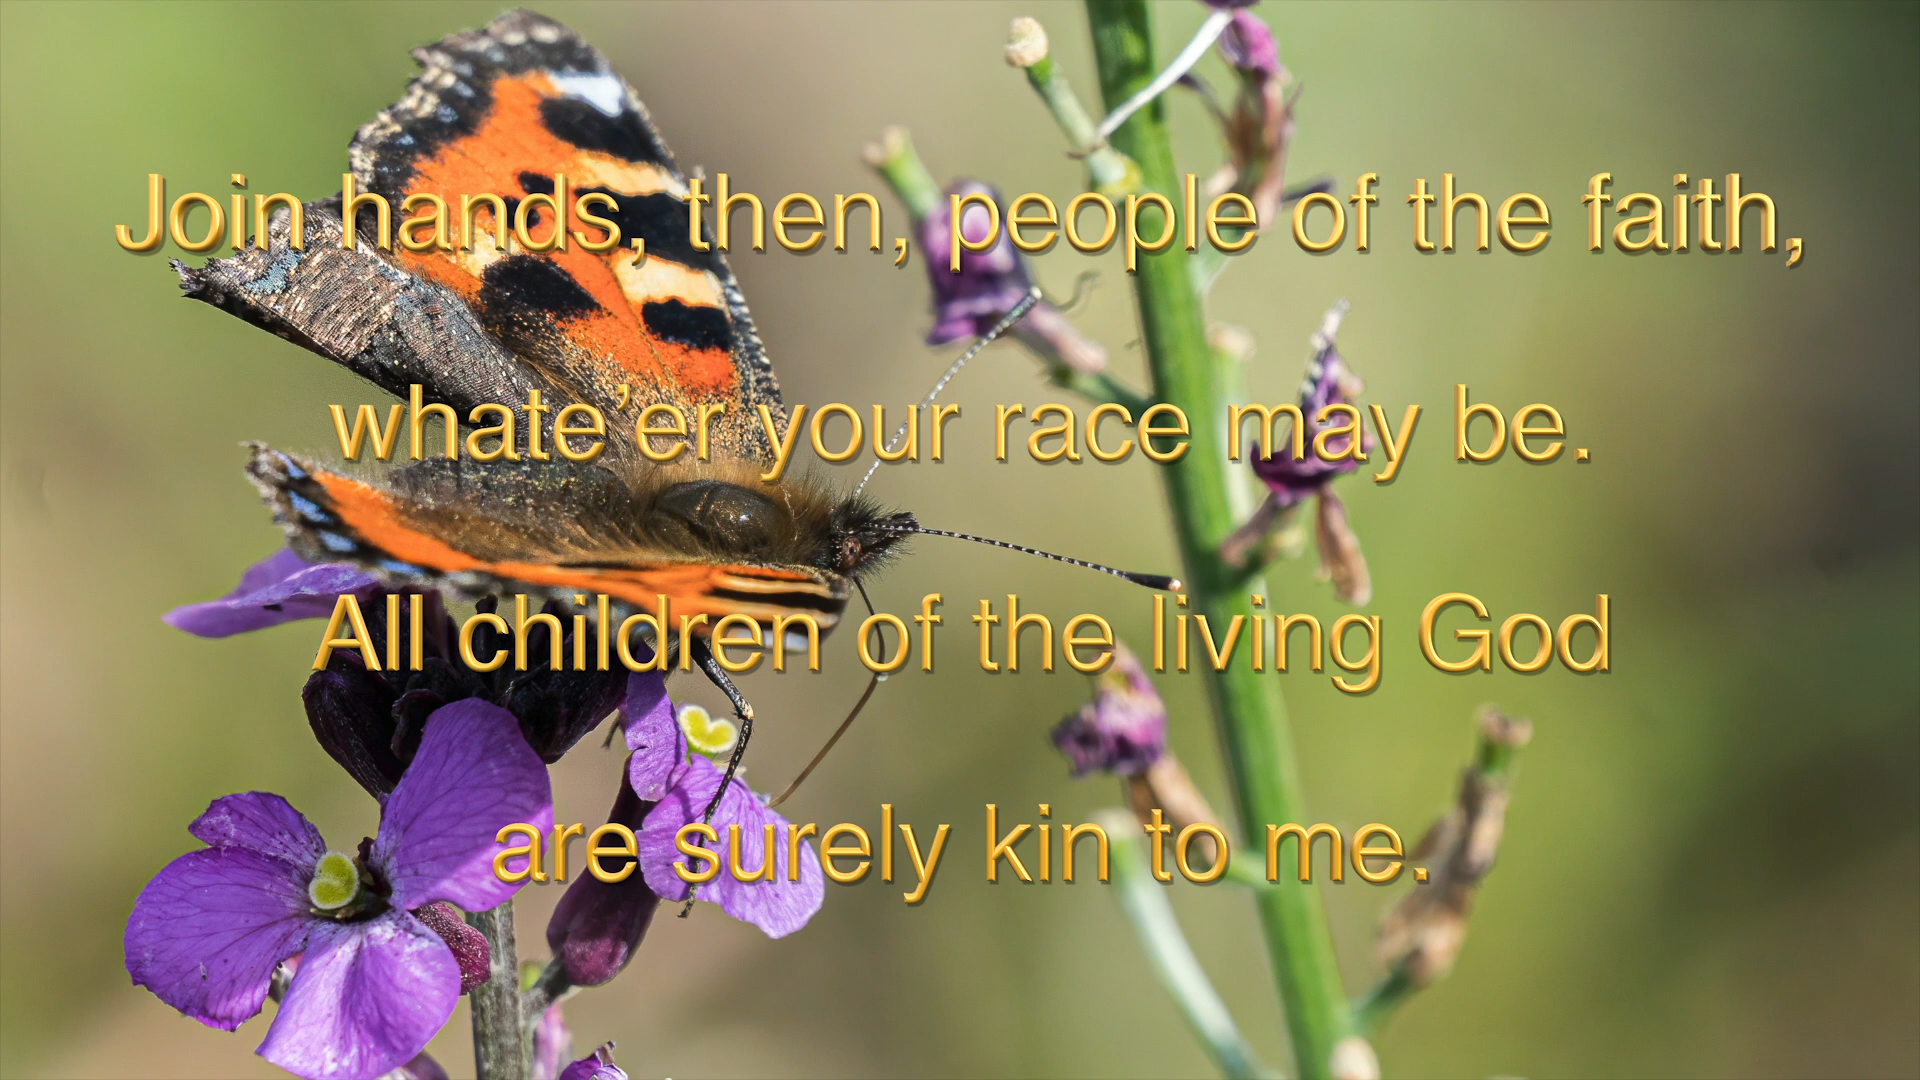 Join hands, then, people of the faith,
whate’er your race may be.
All children of the living God
are surely kin to me.